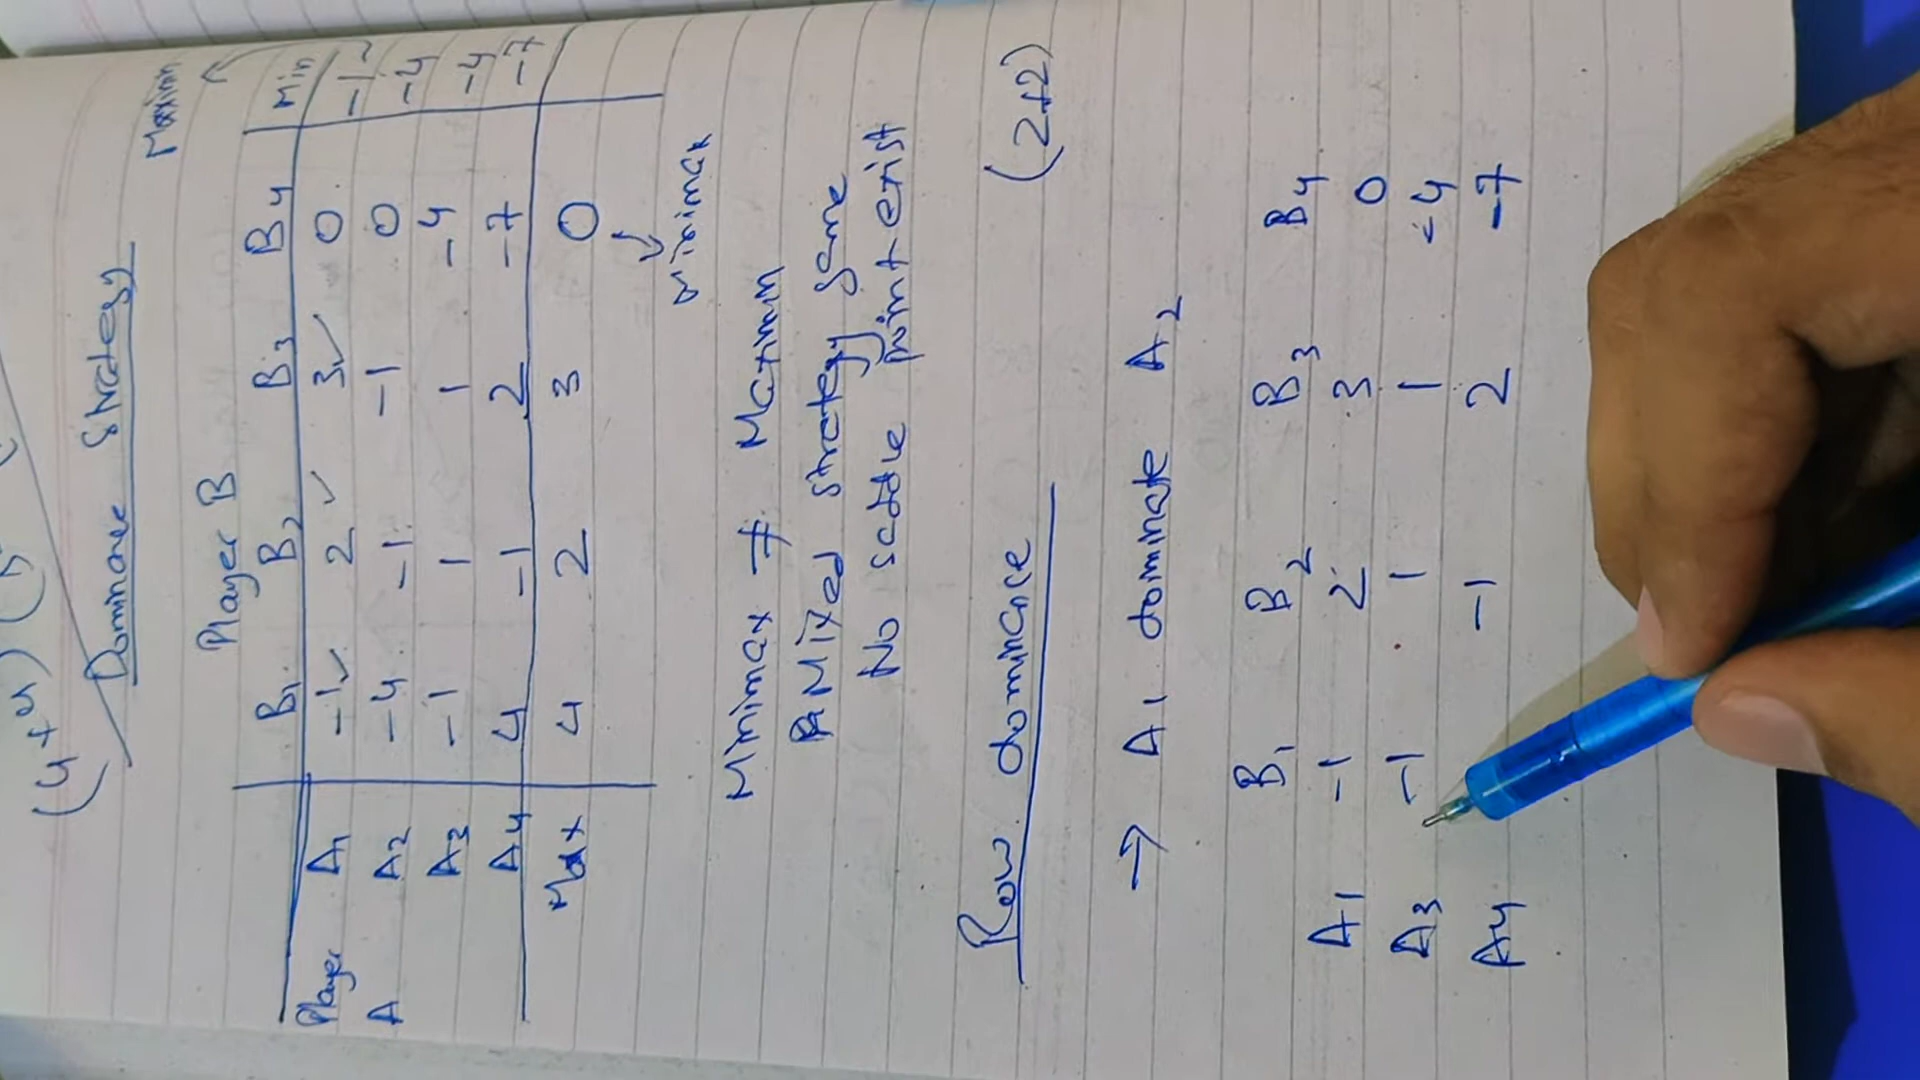 Dominance Strategy
Player B
Maximin
B1 B2 B3 B4 Min
Player A1 -1 2 3 0 -1
A A2 -4 -1 -1 0 -4
A3 -1 1 1 -4 -4
A4 4 -1 2 -7 -7
Max 4 2 3 0
minimax
Minimax ≠ Maximin
Mixed strategy game
No saddle point exist
Row dominance (2×2)
→ A1 dominate A2
B1 B2 B3 B4
A1 -1 2 3 0
A3 -1 1 1 -4
A4 -1 2 -7